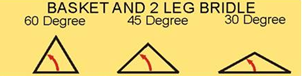 BASKET AND 2 LEG BRIDLE
60 Degree 45 Degree 30 Degree